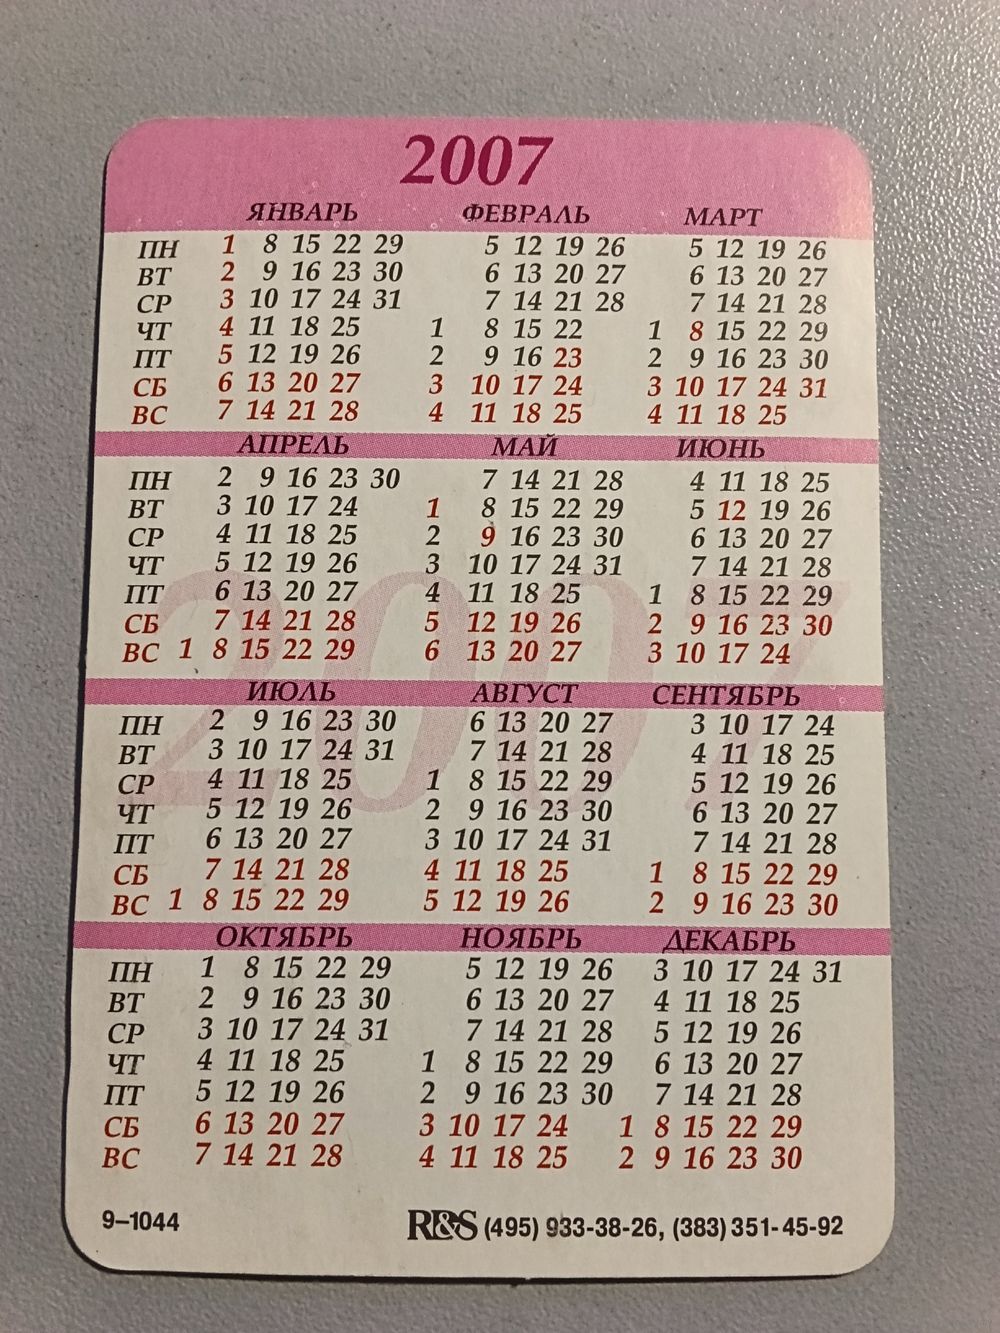 2007
ЯНВАРЬ ФЕВРАЛЬ МАРТ
ПН 1 8 15 22 29 5 12 19 26 5 12 19 26
ВТ 2 9 16 23 30 6 13 20 27 6 13 20 27
СР 3 10 17 24 31 7 14 21 28 7 14 21 28
ЧТ 4 11 18 25 1 8 15 22 1 8 15 22 29
ПТ 5 12 19 26 2 9 16 23 2 9 16 23 30
СБ 6 13 20 27 3 10 17 24 3 10 17 24 31
ВС 7 14 21 28 4 11 18 25 4 11 18 25
АПРЕЛЬ МАЙ ИЮНЬ
ПН 2 9 16 23 30 7 14 21 28 4 11 18 25
ВТ 3 10 17 24 1 8 15 22 29 5 12 19 26
СР 4 11 18 25 2 9 16 23 30 6 13 20 27
ЧТ 5 12 19 26 3 10 17 24 31 7 14 21 28
ПТ 6 13 20 27 4 11 18 25 1 8 15 22 29
СБ 7 14 21 28 5 12 19 26 2 9 16 23 30
ВС 1 8 15 22 29 6 13 20 27 3 10 17 24
2007
ИЮЛЬ АВГУСТ СЕНТЯБРЬ
ПН 2 9 16 23 30 6 13 20 27 3 10 17 24
ВТ 3 10 17 24 31 7 14 21 28 4 11 18 25
СР 4 11 18 25 1 8 15 22 29 5 12 19 26
ЧТ 5 12 19 26 2 9 16 23 30 6 13 20 27
ПТ 6 13 20 27 3 10 17 24 31 7 14 21 28
СБ 7 14 21 28 4 11 18 25 1 8 15 22 29
ВС 1 8 15 22 29 5 12 19 26 2 9 16 23 30
ОКТЯБРЬ НОЯБРЬ ДЕКАБРЬ
ПН 1 8 15 22 29 5 12 19 26 3 10 17 24 31
ВТ 2 9 16 23 30 6 13 20 27 4 11 18 25
СР 3 10 17 24 31 7 14 21 28 5 12 19 26
ЧТ 4 11 18 25 1 8 15 22 29 6 13 20 27
ПТ 5 12 19 26 2 9 16 23 30 7 14 21 28
СБ 6 13 20 27 3 10 17 24 1 8 15 22 29
ВС 7 14 21 28 4 11 18 25 2 9 16 23 30
9–1044 R&S (495) 933-38-26, (383) 351-45-92